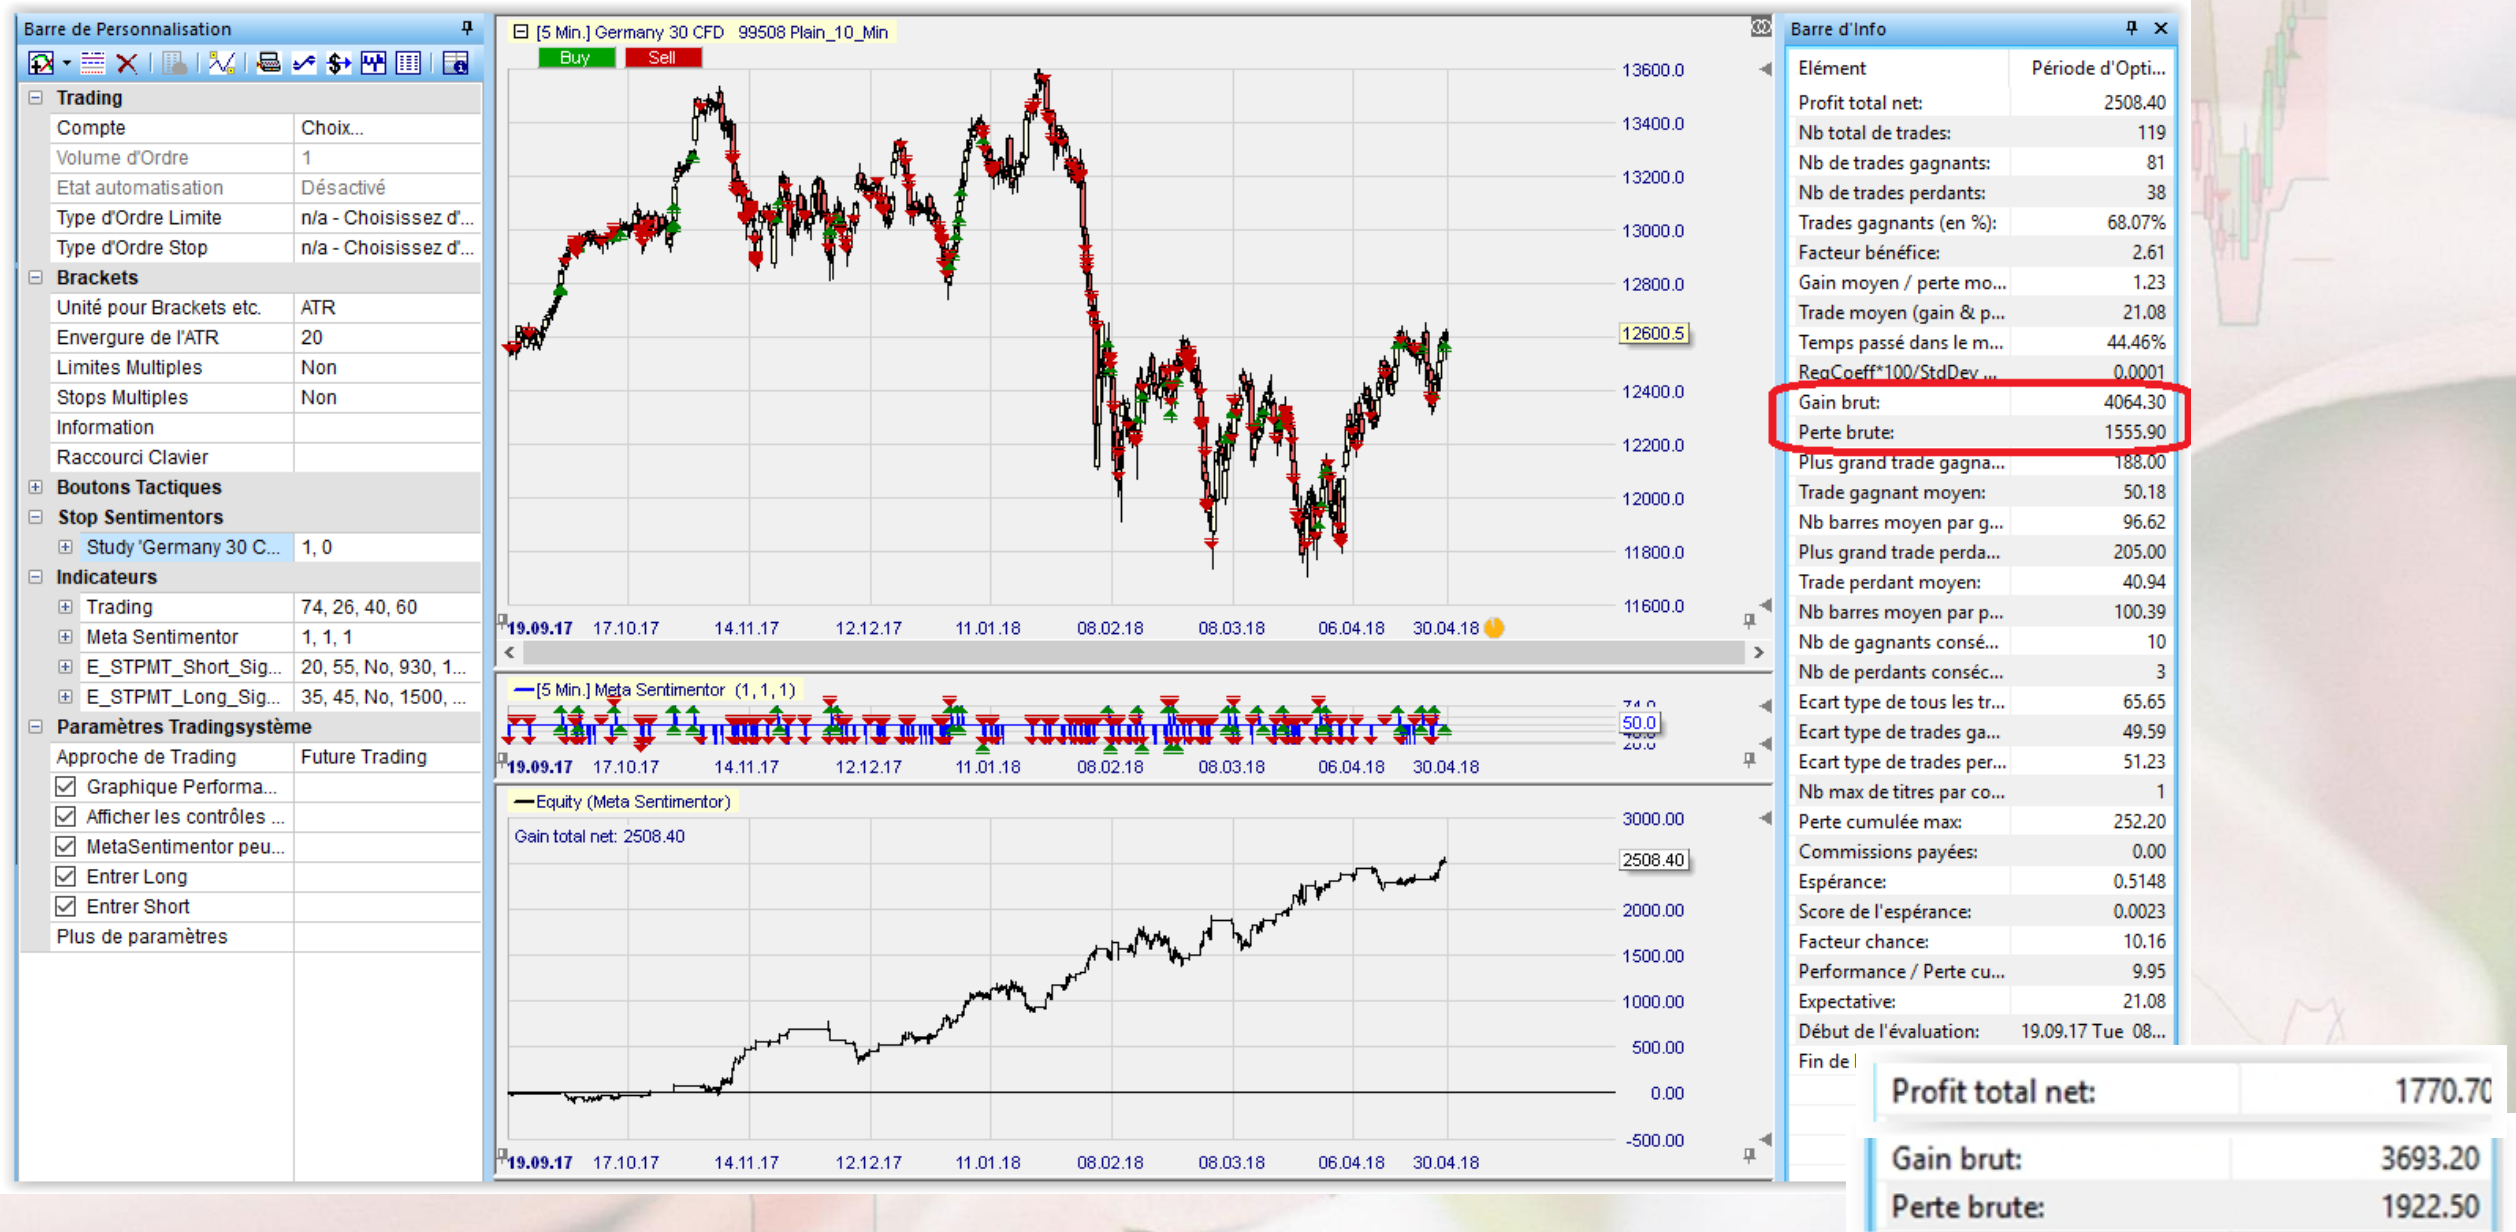 Barre de Personnalisation
Trading
Compte Choix...
Volume d'Ordre 1
Etat automatisation Désactivé
Type d'Ordre Limite n/a - Choisissez d'...
Type d'Ordre Stop n/a - Choisissez d'...
Brackets
Unité pour Brackets etc. ATR
Envergure de l'ATR 20
Limites Multiples Non
Stops Multiples Non
Information
Raccourci Clavier
Boutons Tactiques
Stop Sentimentors
Study 'Germany 30 C... 1, 0
Indicateurs
Trading 74, 26, 40, 60
Meta Sentimentor 1, 1, 1
E_STPMT_Short_Sig... 20, 55, No, 930, 1...
E_STPMT_Long_Sig... 35, 45, No, 1500, ...
Paramètres Tradingsystème
Approche de Trading Future Trading
Graphique Performa...
Afficher les contrôles ...
MetaSentimentor peu...
Entrer Long
Entrer Short
Plus de paramètres
[5 Min.] Germany 30 CFD 99508 Plain_10_Min
Buy Sell
13600.0
13400.0
13200.0
13000.0
12800.0
12600.5
12400.0
12200.0
12000.0
11800.0
11600.0
19.09.17 17.10.17 14.11.17 12.12.17 11.01.18 08.02.18 08.03.18 06.04.18 30.04.18
[5 Min.] Meta Sentimentor (1, 1, 1)
74.0
50.0
26.0
19.09.17 17.10.17 14.11.17 12.12.17 11.01.18 08.02.18 08.03.18 06.04.18 30.04.18
Equity (Meta Sentimentor)
Gain total net: 2508.40
3000.00
2508.40
2000.00
1500.00
1000.00
500.00
0.00
-500.00
19.09.17 17.10.17 14.11.17 12.12.17 11.01.18 08.02.18 08.03.18 06.04.18 30.04.18
Barre d'Info
Elément Période d'Opti...
Profit total net: 2508.40
Nb total de trades: 119
Nb de trades gagnants: 81
Nb de trades perdants: 38
Trades gagnants (en %): 68.07%
Facteur bénéfice: 2.61
Gain moyen / perte mo... 1.23
Trade moyen (gain & p... 21.08
Temps passé dans le m... 44.46%
RegCoeff*100/StdDev ... 0.0001
Gain brut: 4064.30
Perte brute: 1555.90
Plus grand trade gagna... 188.00
Trade gagnant moyen: 50.18
Nb barres moyen par g... 96.62
Plus grand trade perda... 205.00
Trade perdant moyen: 40.94
Nb barres moyen par p... 100.39
Nb de gagnants consé... 10
Nb de perdants conséc... 3
Ecart type de tous les tr... 65.65
Ecart type de trades ga... 49.59
Ecart type de trades per... 51.23
Nb max de titres par co... 1
Perte cumulée max: 252.20
Commissions payées: 0.00
Espérance: 0.5148
Score de l'espérance: 0.0023
Facteur chance: 10.16
Performance / Perte cu... 9.95
Expectative: 21.08
Début de l'évaluation: 19.09.17 Tue 08...
Fin de
Profit total net: 1770.70
Gain brut: 3693.20
Perte brute: 1922.50